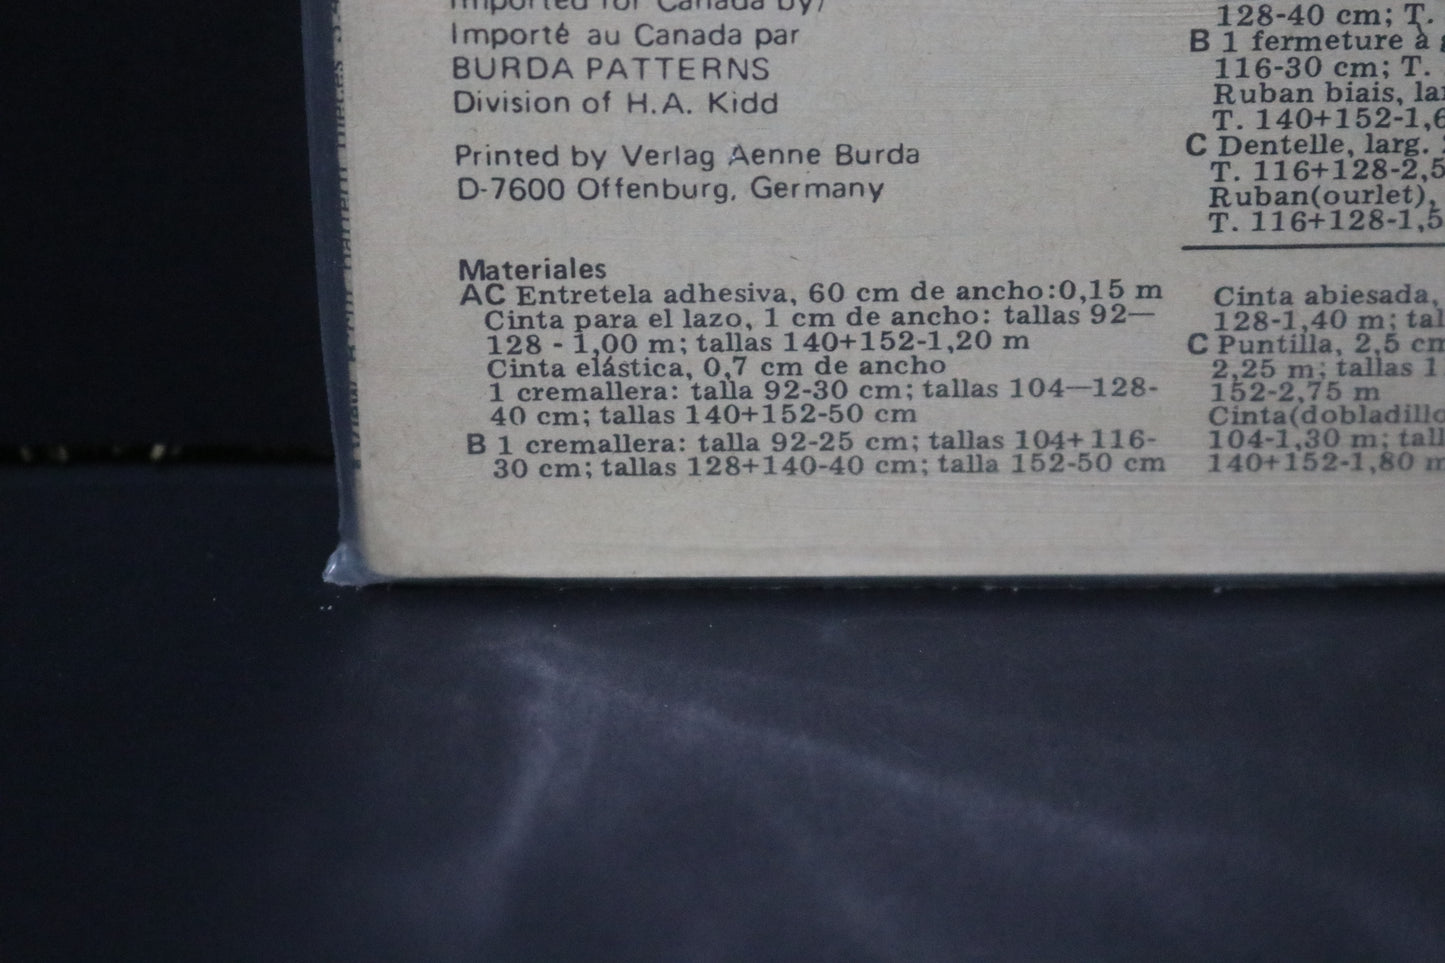 Imported for Canada by/
Importé au Canada par
BURDA PATTERNS
Division of H.A. Kidd
Printed by Verlag Aenne Burda
D-7600 Offenburg, Germany
Materiales
AC Entretela adhesiva, 60 cm de ancho:0,15 m
Cinta para el lazo, 1 cm de ancho: tallas 92—
128 - 1,00 m; tallas 140+152-1,20 m
Cinta elástica, 0,7 cm de ancho
1 cremallera: talla 92-30 cm; tallas 104—128-
40 cm; tallas 140+152-50 cm
B 1 cremallera: talla 92-25 cm; tallas 104+116-
30 cm; tallas 128+140-40 cm; talla 152-50 cm
128-40 cm; T.
B 1 fermeture à
116-30 cm; T.
Ruban biais,
T. 140+152-1,6
C Dentelle, larg.
T. 116+128-2,5
Ruban(ourlet),
T. 116+128-1,5
Cinta abiesada,
128-1,40 m;
C Puntilla, 2,5 cm
2,25 m; tallas
152-2,75 m
104-1,30 m;
140+152-1,80